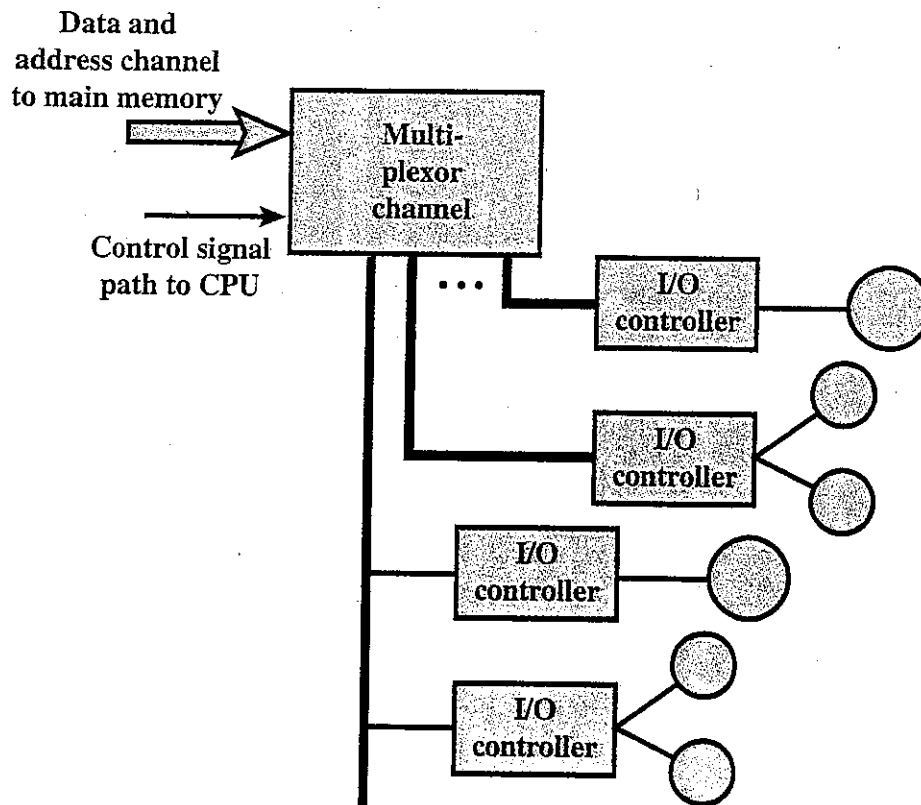 Data and
address channel
to main memory
Multi-
plexor
channel
Control signal
path to CPU
...
I/O
controller
I/O
controller
I/O
controller
I/O
controller